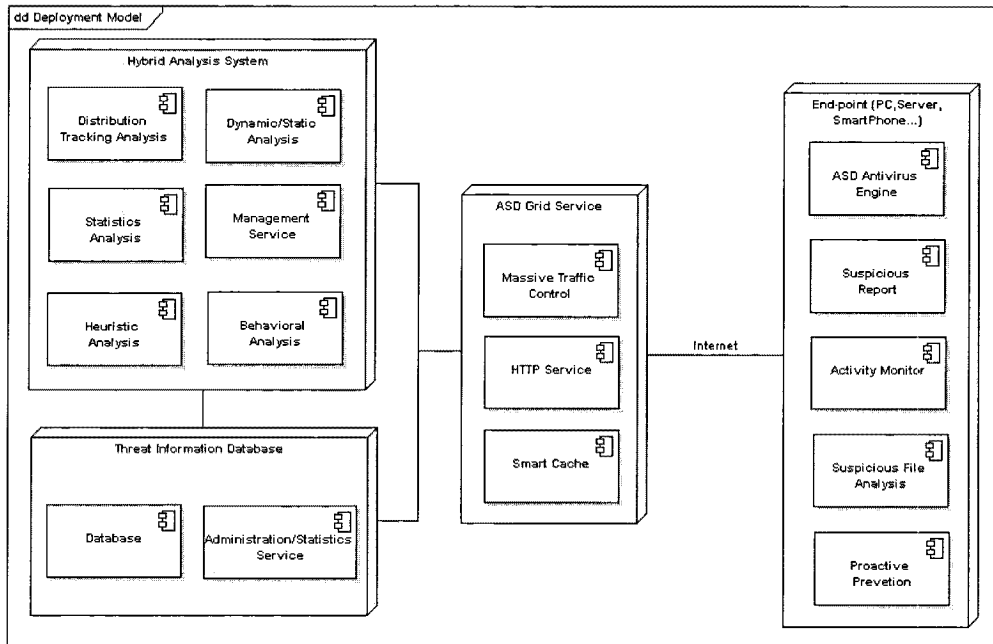 dd Deployment Model
Hybrid Analysis System
Distribution
Tracking Analysis
Dynamic/Static
Analysis
Statistics
Analysis
Management
Service
Heuristic
Analysis
Behavioral
Analysis
Threat Information Database
Database
Administration/Statistics
Service
ASD Grid Service
Massive Traffic
Control
HTTP Service
Smart Cache
Internet
End-point (PC,Server,
SmartPhone...)
ASD Antivirus
Engine
Suspicious
Report
Activity Monitor
Suspicious File
Analysis
Proactive
Prevetion